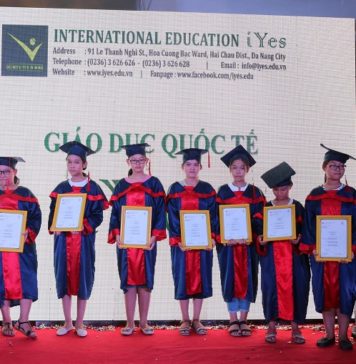 INTERNATIONAL EDUCATION iYes
Address : 91 Le Thanh Nghi St., Hoa Cuong Bac Ward, Hai Chau Dist., Da Nang City
Telephone : (0236) 3 626 626 - (0236) 3 626 628 | Email : info@iyes.edu.vn
Website : www.iyes.edu.vn | Fanpage : www.facebook.com/iyes.edu.vn
GIÁO DỤC QUỐC TẾ